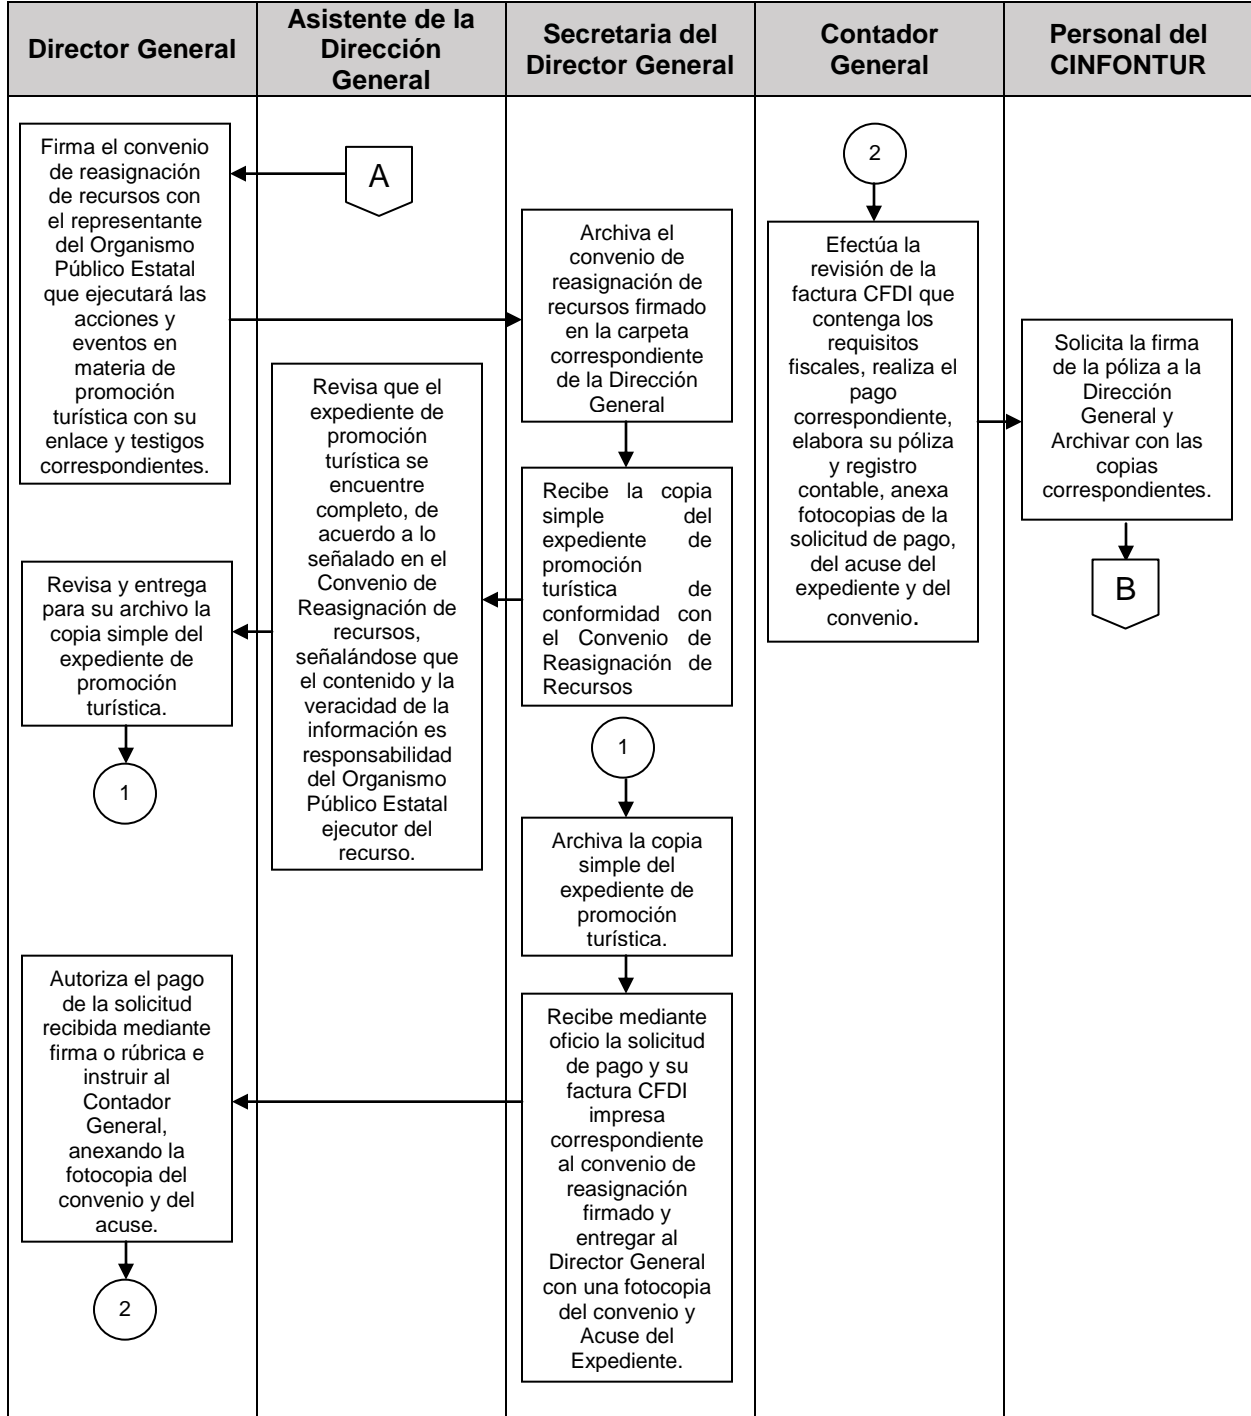 Director General
Asistente de la
Dirección
General
Secretaria del
Director General
Contador
General
Personal del
CINFONTUR
Firma el convenio
de reasignación
de recursos con
el representante
del Organismo
Público Estatal
que ejecutará las
acciones y
eventos en
materia de
promoción
turística con su
enlace y testigos
correspondientes.
A
Archiva el
convenio de
reasignación de
recursos firmado
en la carpeta
correspondiente
de la Dirección
General
Recibe la copia
simple del
expediente de
promoción
turística de
conformidad con
el Convenio de
Reasignación de
Recursos
Revisa que el
expediente de
promoción
turística se
encuentre
completo, de
acuerdo a lo
señalado en el
Convenio de
Reasignación de
recursos,
señalándose que
el contenido y la
veracidad de la
información es
responsabilidad
del Organismo
Público Estatal
ejecutor del
recurso.
Revisa y entrega
para su archivo la
copia simple del
expediente de
promoción
turística.
1
1
Archiva la copia
simple del
expediente de
promoción
turística.
Recibe mediante
oficio la solicitud
de pago y su
factura CFDI
impresa
correspondiente
al convenio de
reasignación
firmado y
entregar al
Director General
con una fotocopia
del convenio y
Acuse del
Expediente.
Autoriza el pago
de la solicitud
recibida mediante
firma o rúbrica e
instruir al
Contador
General,
anexando la
fotocopia del
convenio y del
acuse.
2
2
Efectúa la
revisión de la
factura CFDI que
contenga los
requisitos
fiscales, realiza el
pago
correspondiente,
elabora su póliza
y registro
contable, anexa
fotocopias de la
solicitud de pago,
del acuse del
expediente y del
convenio.
Solicita la firma
de la póliza a la
Dirección
General y
Archivar con las
copias
correspondientes.
B